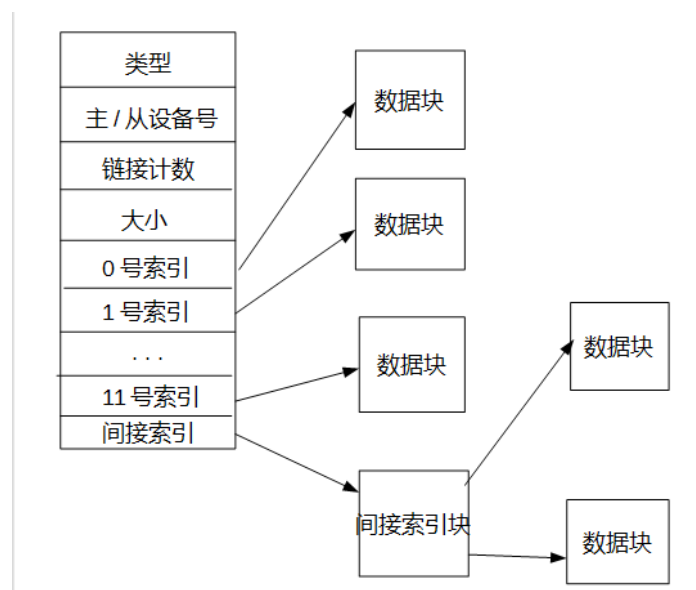 类型
主 / 从设备号
链接计数
大小
0 号索引
1 号索引
. . .
11 号索引
间接索引
数据块
数据块
数据块
间接索引块
数据块
数据块